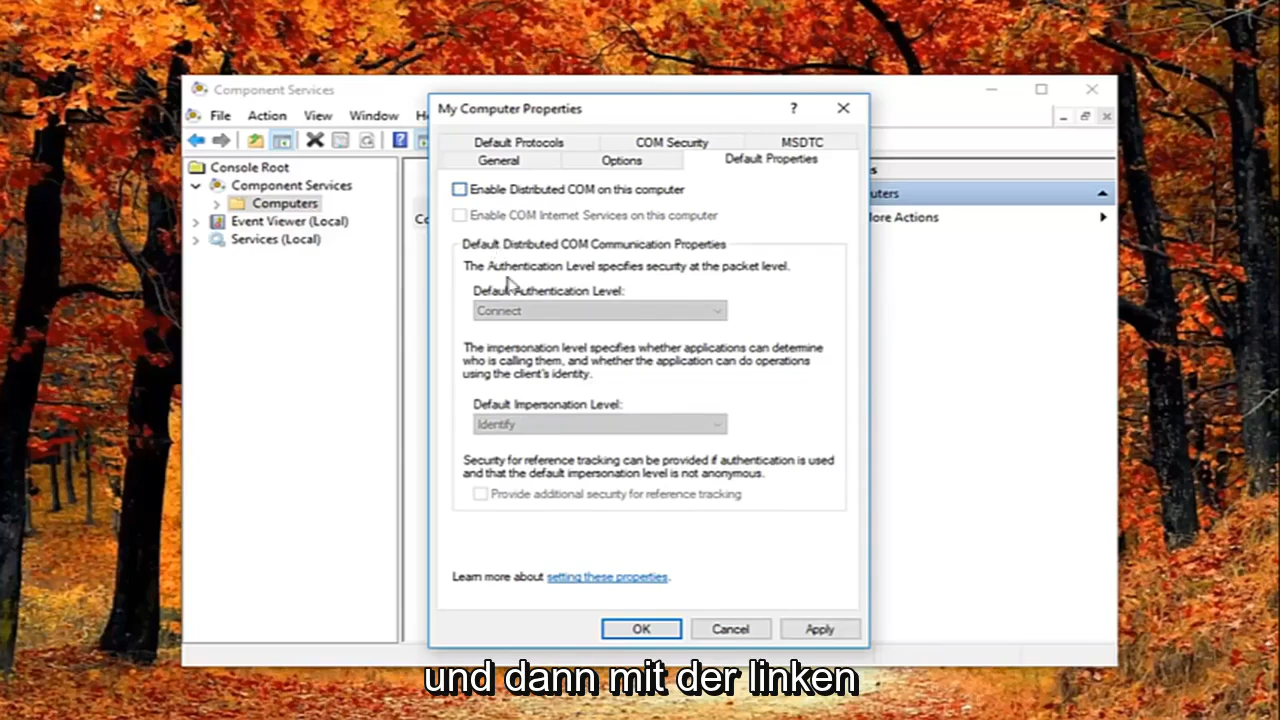 Component Services
File Action View Window He
Console Root
Component Services
Computers
Event Viewer (Local)
Services (Local)
My Computer Properties
Default Protocols COM Security MSDTC
General Options Default Properties
Enable Distributed COM on this computer
Enable COM Internet Services on this computer
Default Distributed COM Communication Properties
The Authentication Level specifies security at the packet level.
Default Authentication Level:
Connect
The impersonation level specifies whether applications can determine
who is calling them, and whether the application can do operations
using the client's identity.
Default Impersonation Level:
Identify
Security for reference tracking can be provided if authentication is used
and that the default impersonation level is not anonymous.
Provide additional security for reference tracking
Learn more about setting these properties.
OK Cancel Apply
Co
s
uters
lore Actions
und dann mit der linken